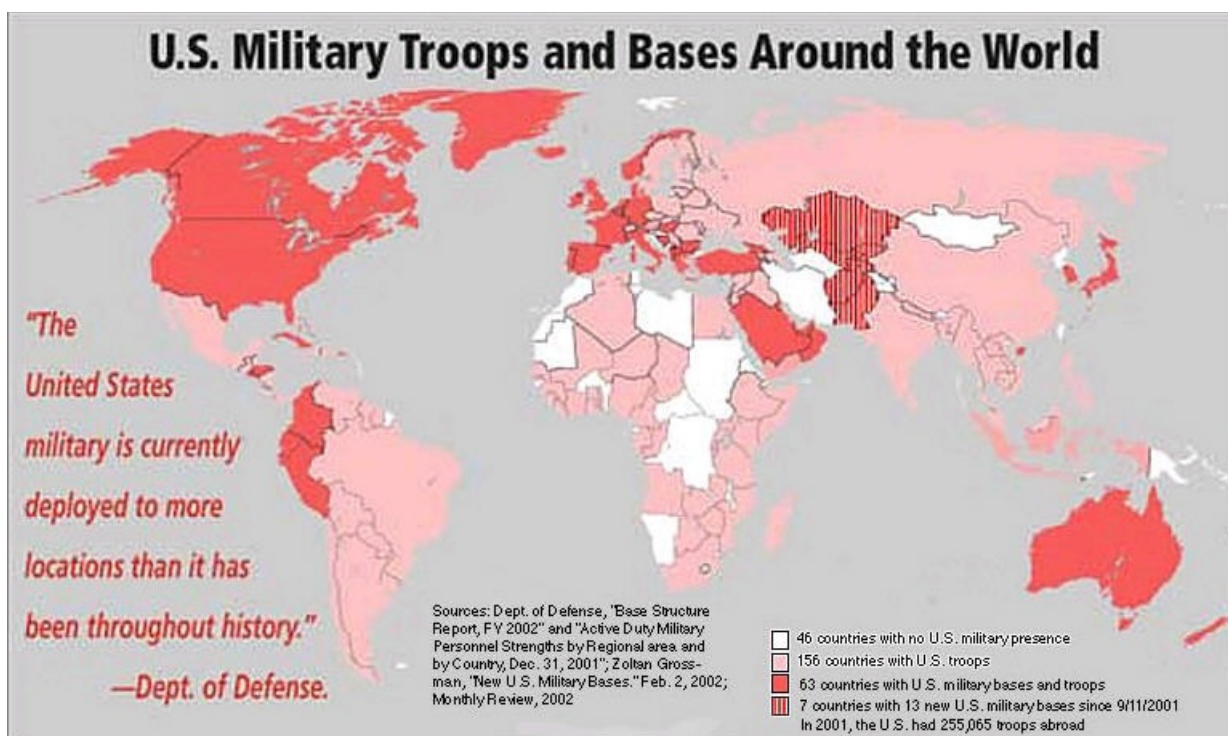 U.S. Military Troops and Bases Around the World
"The
United States
military is currently
deployed to more
locations than it has
been throughout history."
—Dept. of Defense.
Sources: Dept. of Defense, "Base Structure
Report, FY 2002" and "Active Duty Military
Personnel Strengths by Regional area and
by Country, Dec. 31, 2001"; Zoltan Gross-
man, "New U.S. Military Bases." Feb. 2, 2002;
Monthly Review, 2002
46 countries with no U.S. military presence
156 countries with U.S. troops
63 countries with U.S. military bases and troops
7 countries with 13 new U.S. military bases since 9/11/2001
In 2001, the U.S. had 255,065 troops abroad